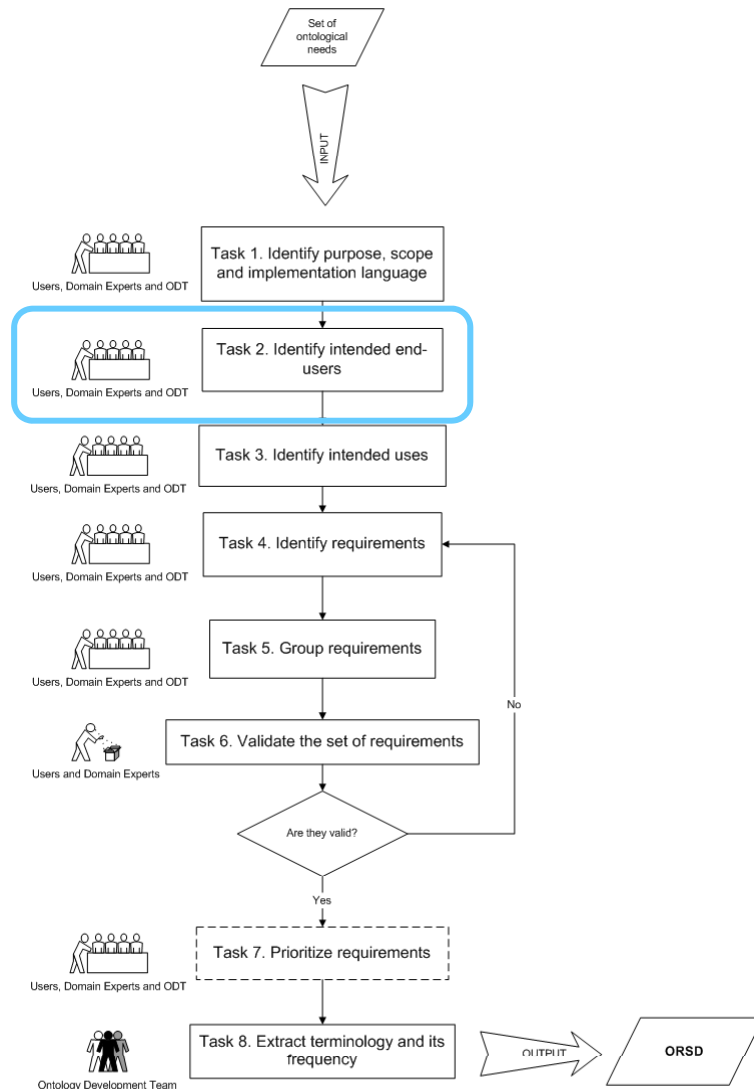 Set of
ontological
needs
INPUT
Task 1. Identify purpose, scope
and implementation language
Users, Domain Experts and ODT
Task 2. Identify intended end-
users
Users, Domain Experts and ODT
Task 3. Identify intended uses
Users, Domain Experts and ODT
Task 4. Identify requirements
Users, Domain Experts and ODT
Task 5. Group requirements
Users, Domain Experts and ODT
No
Task 6. Validate the set of requirements
Users and Domain Experts
Are they valid?
Yes
Task 7. Prioritize requirements
Users, Domain Experts and ODT
Task 8. Extract terminology and its
frequency
Ontology Development Team
OUTPUT
ORSD